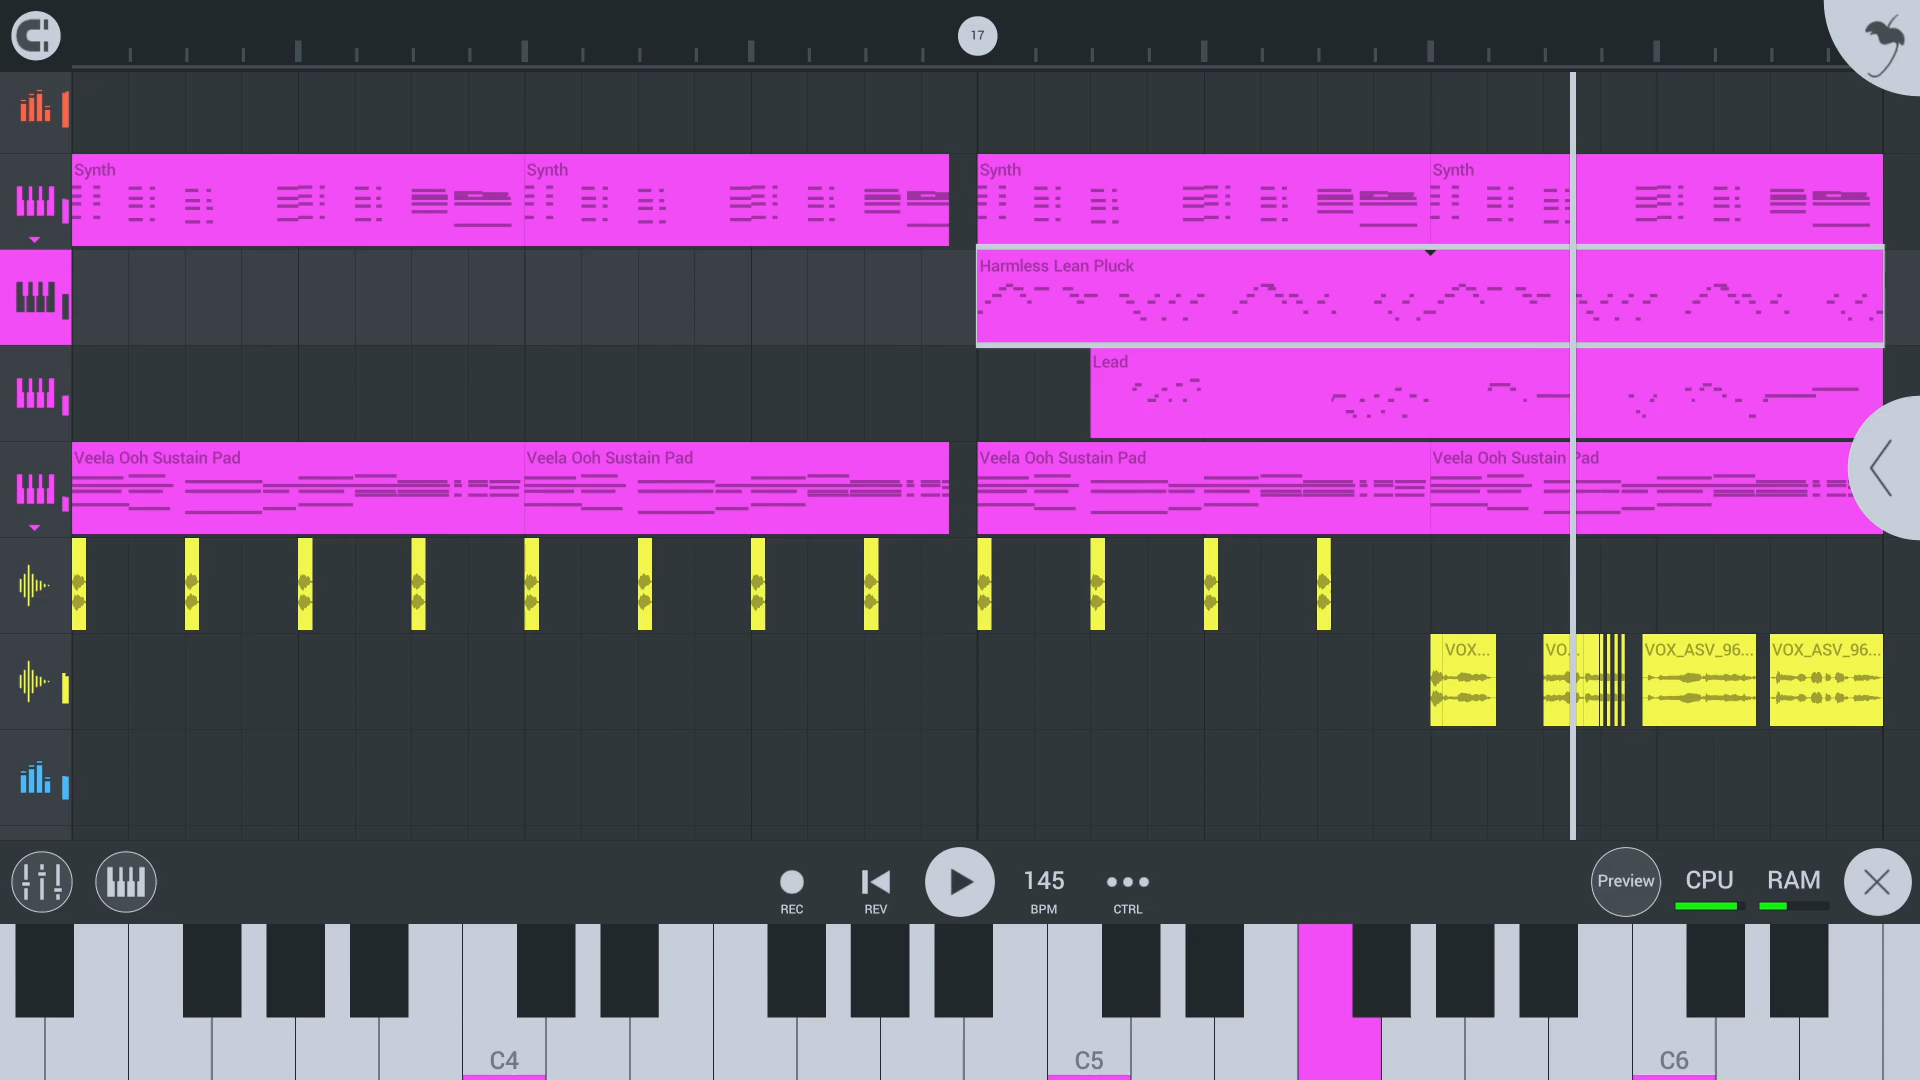 17
Synth
Synth
Synth
Synth
Harmless Lean Pluck
Lead
Veela Ooh Sustain Pad
Veela Ooh Sustain Pad
Veela Ooh Sustain Pad
Veela Ooh Sustain Pad
VOX...
VO...
VOX_ASV_96...
VOX_ASV_96...
REC
REV
145
BPM
CTRL
Preview
CPU
RAM
C4
C5
C6